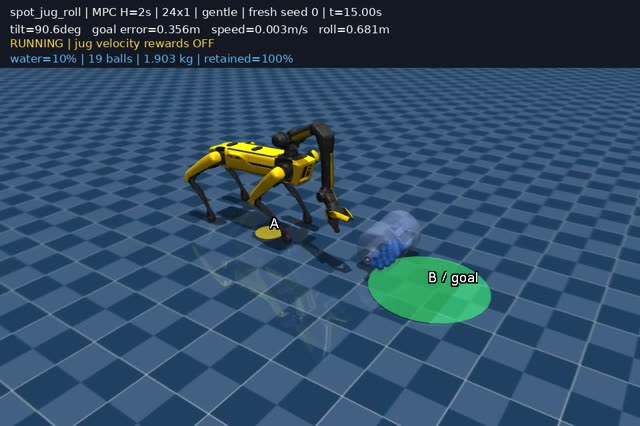 spot_jug_roll | MPC H=2s | 24x1 | gentle | fresh seed 0 | t=15.00s
tilt=90.6deg goal error=0.356m speed=0.003m/s roll=0.681m
RUNNING | jug velocity rewards OFF
water=10% | 19 balls | 1.903 kg | retained=100%
A
B / goal